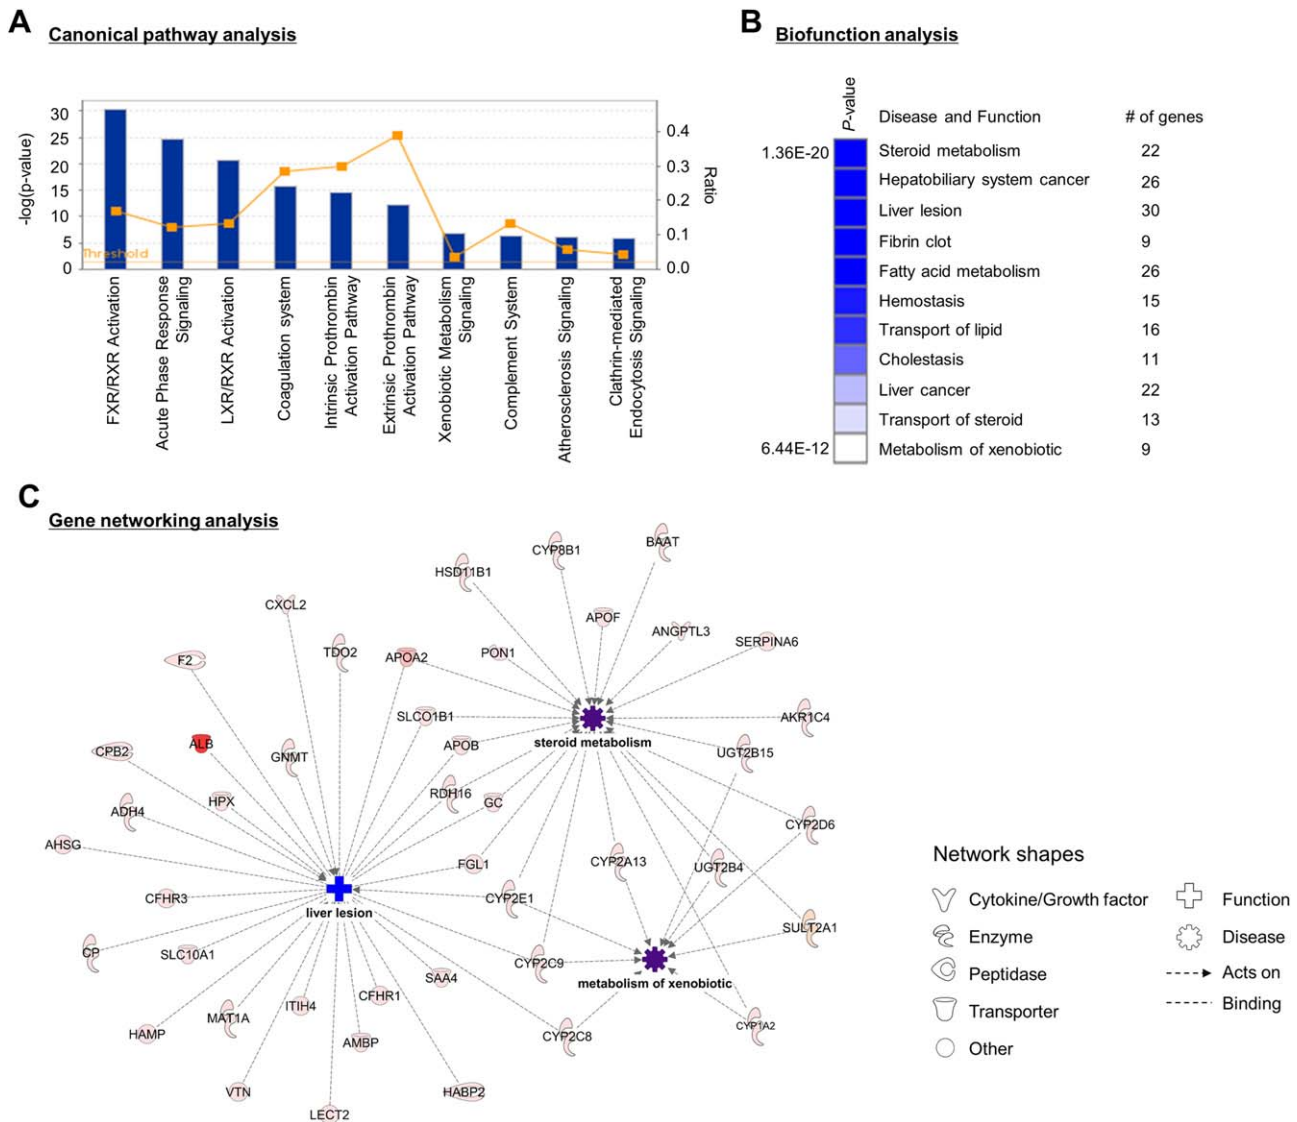 A
Canonical pathway analysis
-log(p-value)
30
25
20
15
10
5
0
Threshold
0.4
0.3
0.2
0.1
0.0
Ratio
FXR/RXR Activation
Acute Phase Response
Signaling
LXR/RXR Activation
Coagulation system
Intrinsic Prothrombin
Activation Pathway
Extrinsic Prothrombin
Activation Pathway
Xenobiotic Metabolism
Signaling
Complement System
Atherosclerosis Signaling
Clathrin-mediated
Endocytosis Signaling
B
Biofunction analysis
P-value
Disease and Function # of genes
1.36E-20 Steroid metabolism 22
Hepatobiliary system cancer 26
Liver lesion 30
Fibrin clot 9
Fatty acid metabolism 26
Hemostasis 15
Transport of lipid 16
Cholestasis 11
Liver cancer 22
Transport of steroid 13
6.44E-12 Metabolism of xenobiotic 9
C
Gene networking analysis
CYP8B1
BAAT
HSD11B1
CXCL2
APOF
ANGPTL3
SERPINA6
F2
TDO2
APOA2
PON1
SLCO1B1
AKR1C4
steroid metabolism
CPB2
ALB
GNMT
APOB
UGT2B15
HPX
RDH16
GC
ADH4
CYP2D6
AHSG
FGL1
CYP2A13
UGT2B4
CFHR3
CYP2E1
liver lesion
SULT2A1
CP
SLC10A1
CYP2C9
metabolism of xenobiotic
SAA4
CFHR1
ITIH4
MAT1A
HAMP
AMBP
CYP2C8
CYP1A2
VTN
HABP2
LECT2
Network shapes
Cytokine/Growth factor
Enzyme
Peptidase
Transporter
Other
Function
Disease
Acts on
Binding